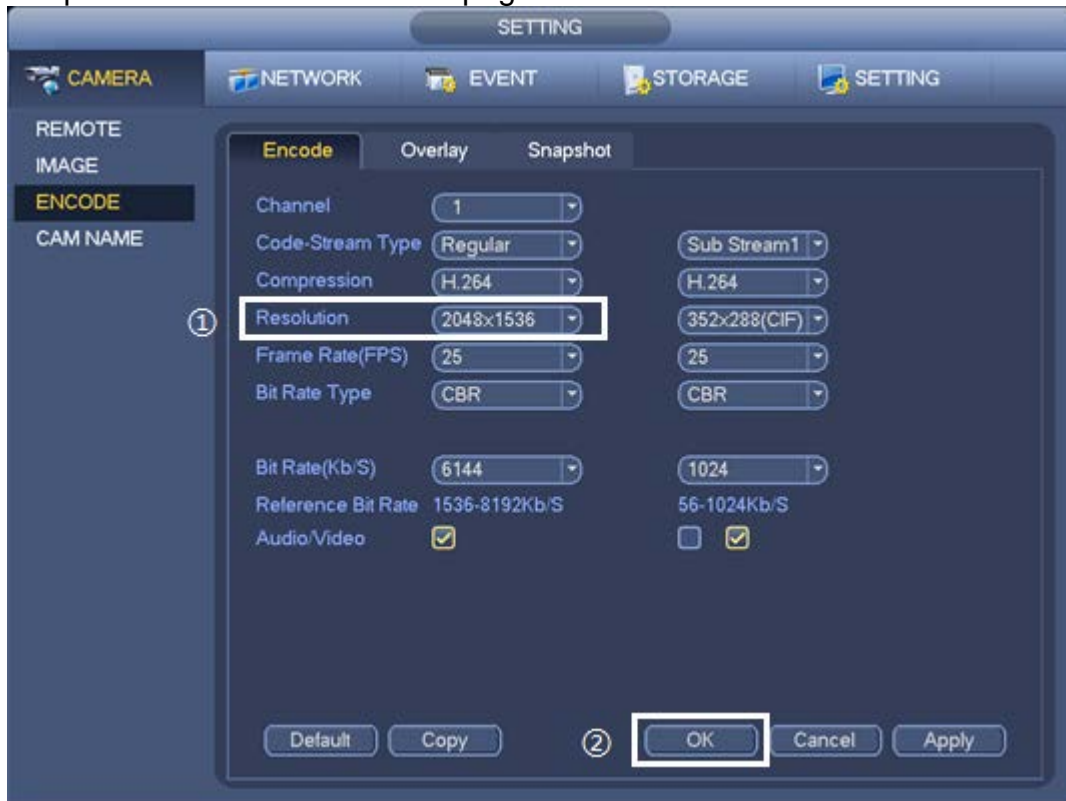 SETTING
CAMERA NETWORK EVENT STORAGE SETTING
REMOTE
IMAGE
ENCODE
CAM NAME
Encode Overlay Snapshot
Channel 1
Code-Stream Type Regular Sub Stream1
Compression H.264 H.264
① Resolution 2048x1536 352x288(CIF)
Frame Rate(FPS) 25 25
Bit Rate Type CBR CBR
Bit Rate(Kb/S) 6144 1024
Reference Bit Rate 1536-8192Kb/S 56-1024Kb/S
Audio/Video
Default Copy ② OK Cancel Apply